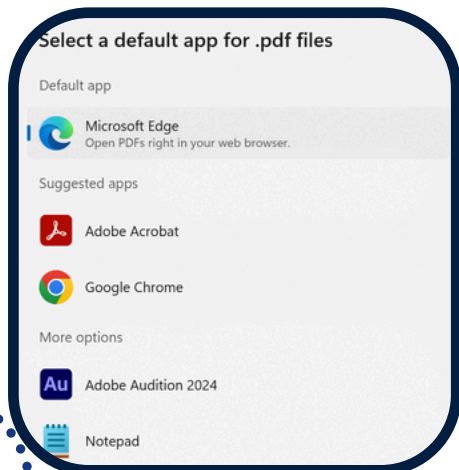 Select a default app for .pdf files
Default app
Microsoft Edge
Open PDFs right in your web browser.
Suggested apps
Adobe Acrobat
Google Chrome
More options
Au
Adobe Audition 2024
Notepad